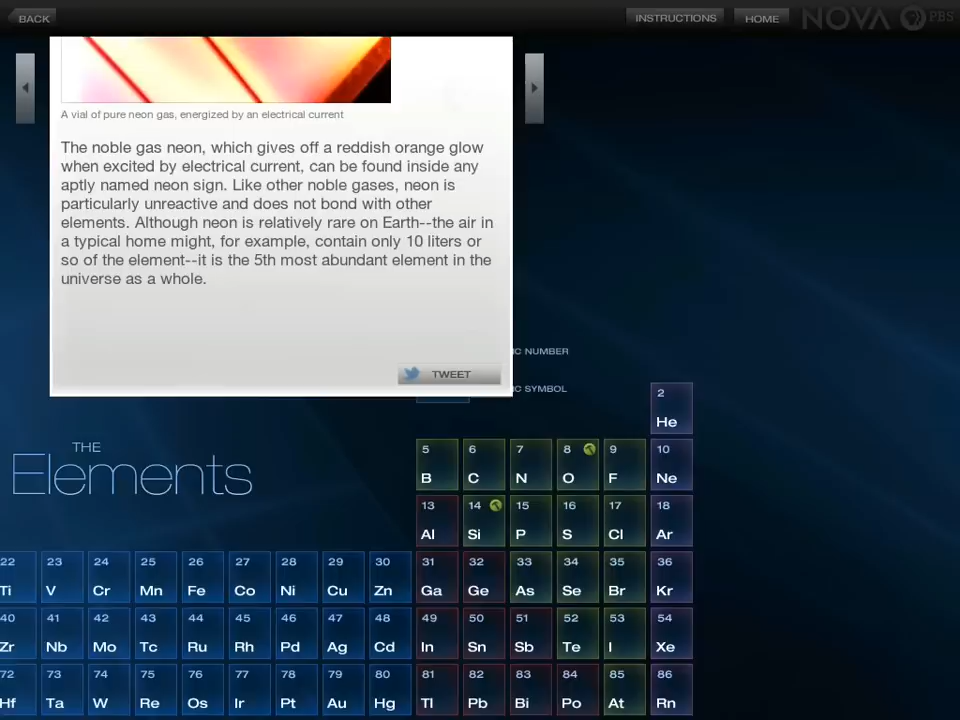 BACK
INSTRUCTIONS
HOME
NOVA
PBS
A vial of pure neon gas, energized by an electrical current
The noble gas neon, which gives off a reddish orange glow
when excited by electrical current, can be found inside any
aptly named neon sign. Like other noble gases, neon is
particularly unreactive and does not bond with other
elements. Although neon is relatively rare on Earth--the air in
a typical home might, for example, contain only 10 liters or
so of the element--it is the 5th most abundant element in the
universe as a whole.
TWEET
IC NUMBER
IC SYMBOL
THE
Elements
2
He
5 6 7 8 9 10
B C N O F Ne
13 14 15 16 17 18
Al Si P S Cl Ar
22 23 24 25 26 27 28 29 30 31 32 33 34 35 36
Ti V Cr Mn Fe Co Ni Cu Zn Ga Ge As Se Br Kr
40 41 42 43 44 45 46 47 48 49 50 51 52 53 54
Zr Nb Mo Tc Ru Rh Pd Ag Cd In Sn Sb Te I Xe
72 73 74 75 76 77 78 79 80 81 82 83 84 85 86
Hf Ta W Re Os Ir Pt Au Hg Tl Pb Bi Po At Rn